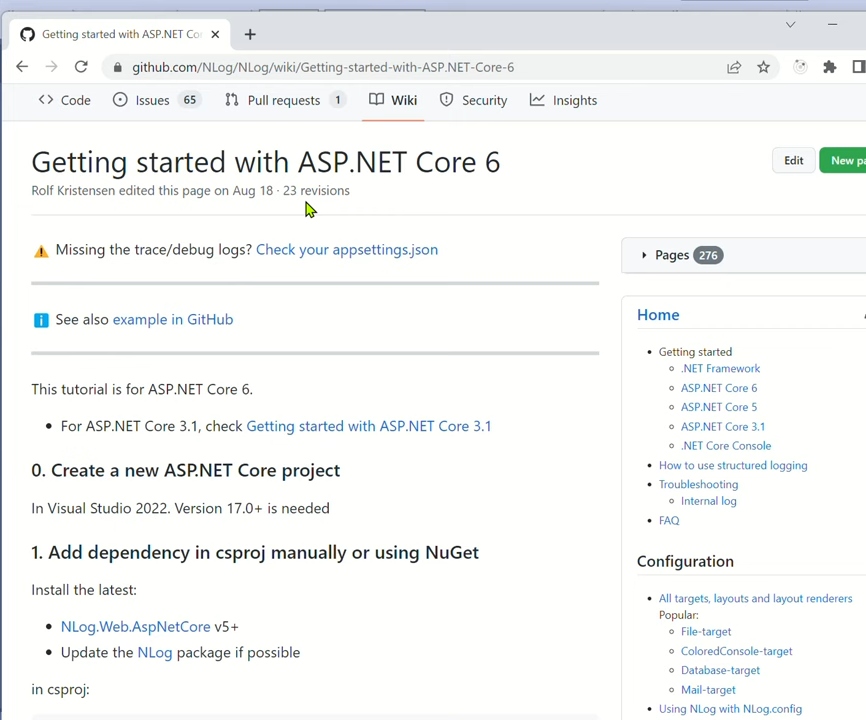 Getting started with ASP.NET Co
github.com/NLog/NLog/wiki/Getting-started-with-ASP.NET-Core-6
Code
Issues 65
Pull requests 1
Wiki
Security
Insights
Getting started with ASP.NET Core 6
Rolf Kristensen edited this page on Aug 18 · 23 revisions
Edit
New pa
Missing the trace/debug logs? Check your appsettings.json
See also example in GitHub
This tutorial is for ASP.NET Core 6.
• For ASP.NET Core 3.1, check Getting started with ASP.NET Core 3.1
0. Create a new ASP.NET Core project
In Visual Studio 2022. Version 17.0+ is needed
1. Add dependency in csproj manually or using NuGet
Install the latest:
• NLog.Web.AspNetCore v5+
• Update the NLog package if possible
in csproj:
Pages 276
Home
• Getting started
.NET Framework
ASP.NET Core 6
ASP.NET Core 5
ASP.NET Core 3.1
.NET Core Console
• How to use structured logging
• Troubleshooting
Internal log
• FAQ
Configuration
• All targets, layouts and layout renderers
Popular:
File-target
ColoredConsole-target
Database-target
Mail-target
• Using NLog with NLog.config